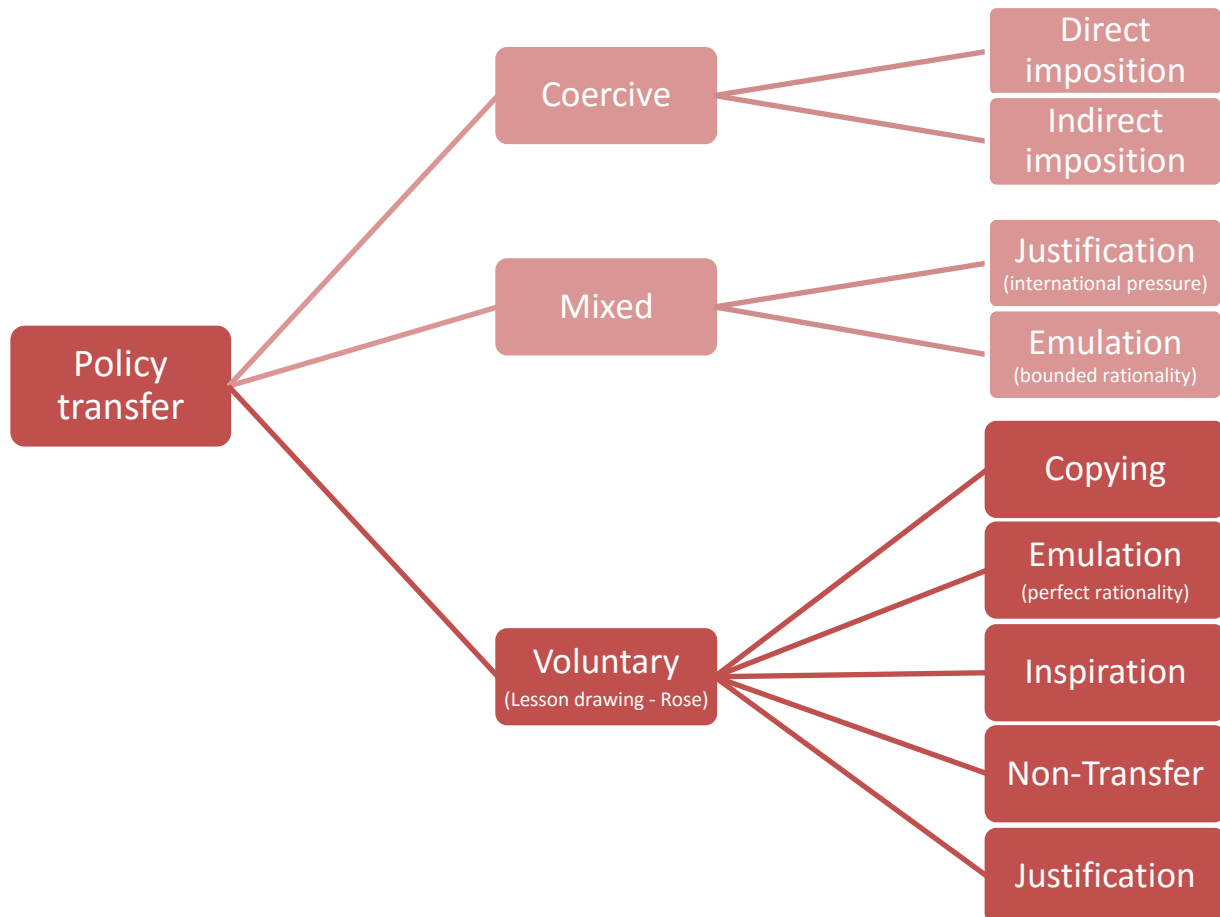 Policy
transfer
Coercive
Direct
imposition
Indirect
imposition
Mixed
Justification
(international pressure)
Emulation
(bounded rationality)
Voluntary
(Lesson drawing - Rose)
Copying
Emulation
(perfect rationality)
Inspiration
Non-Transfer
Justification